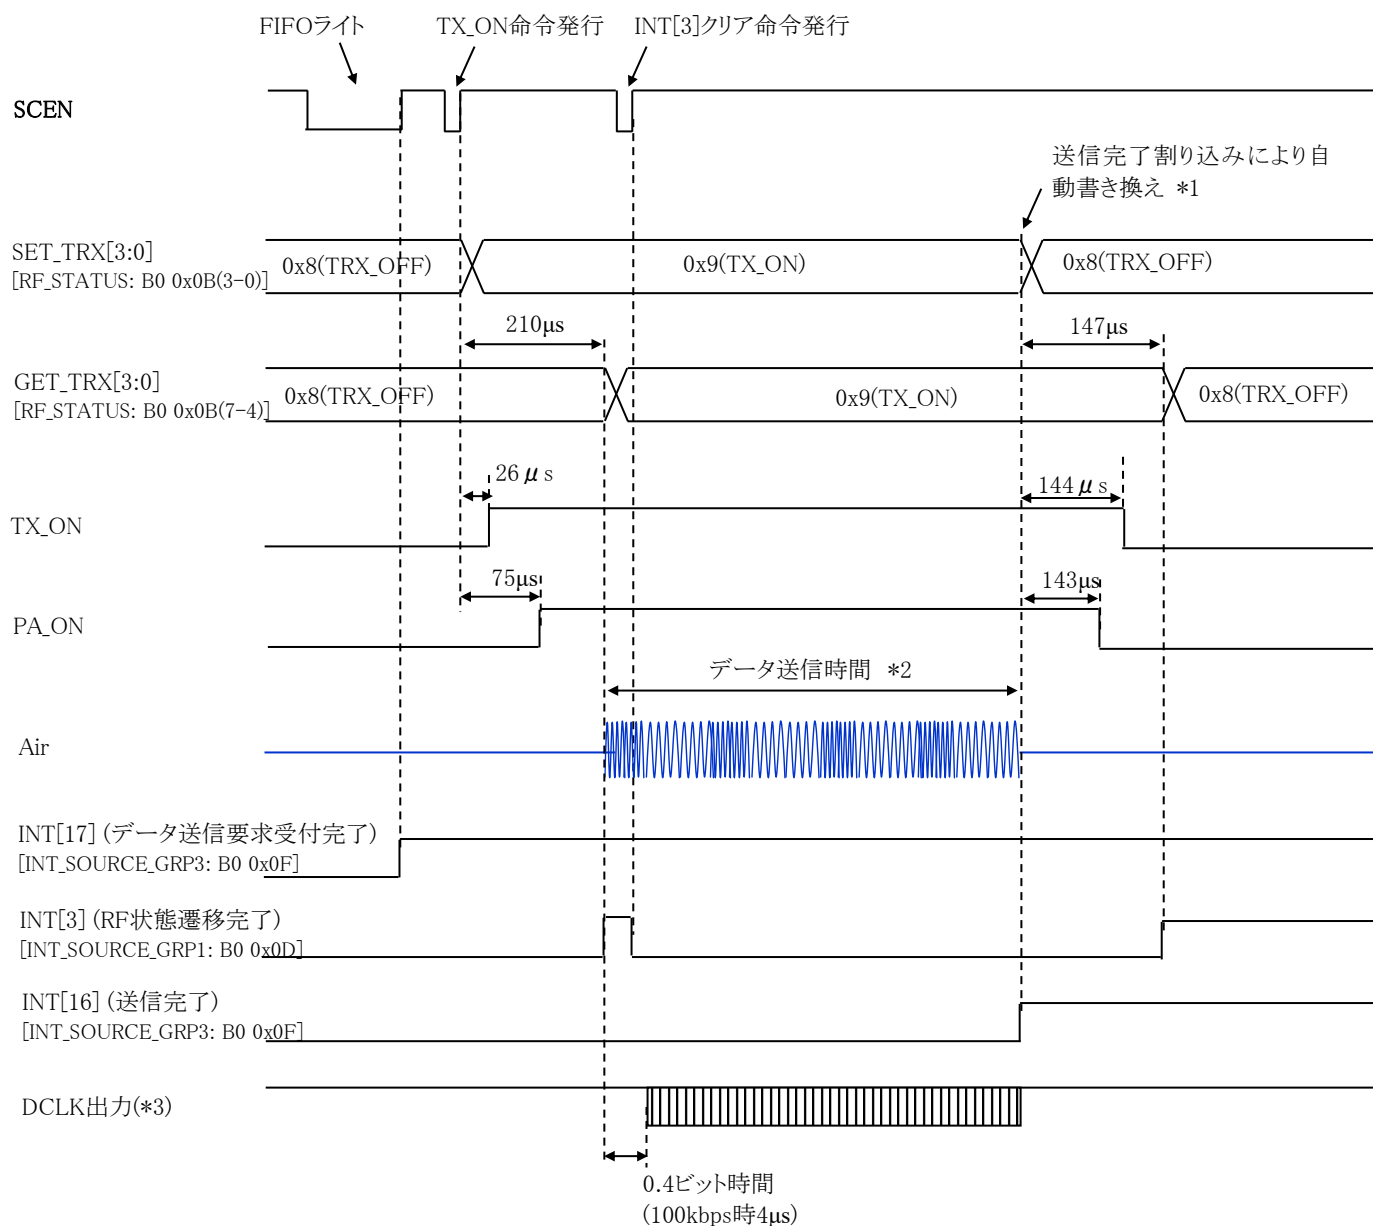 FIFOライト
TX_ON命令発行
INT[3]クリア命令発行
SCEN
送信完了割り込みにより自
動書き換え *1
SET_TRX[3:0]
[RF_STATUS: B0 0x0B(3-0)]
0x8(TRX_OFF)
0x9(TX_ON)
0x8(TRX_OFF)
210μs
147μs
GET_TRX[3:0]
[RF_STATUS: B0 0x0B(7-4)]
0x8(TRX_OFF)
0x9(TX_ON)
0x8(TRX_OFF)
26μs
144μs
TX_ON
75μs
143μs
PA_ON
データ送信時間 *2
Air
INT[17] (データ送信要求受付完了)
[INT_SOURCE_GRP3: B0 0x0F]
INT[3] (RF状態遷移完了)
[INT_SOURCE_GRP1: B0 0x0D]
INT[16] (送信完了)
[INT_SOURCE_GRP3: B0 0x0F]
DCLK出力(*3)
0.4ビット時間
(100kbps時4μs)